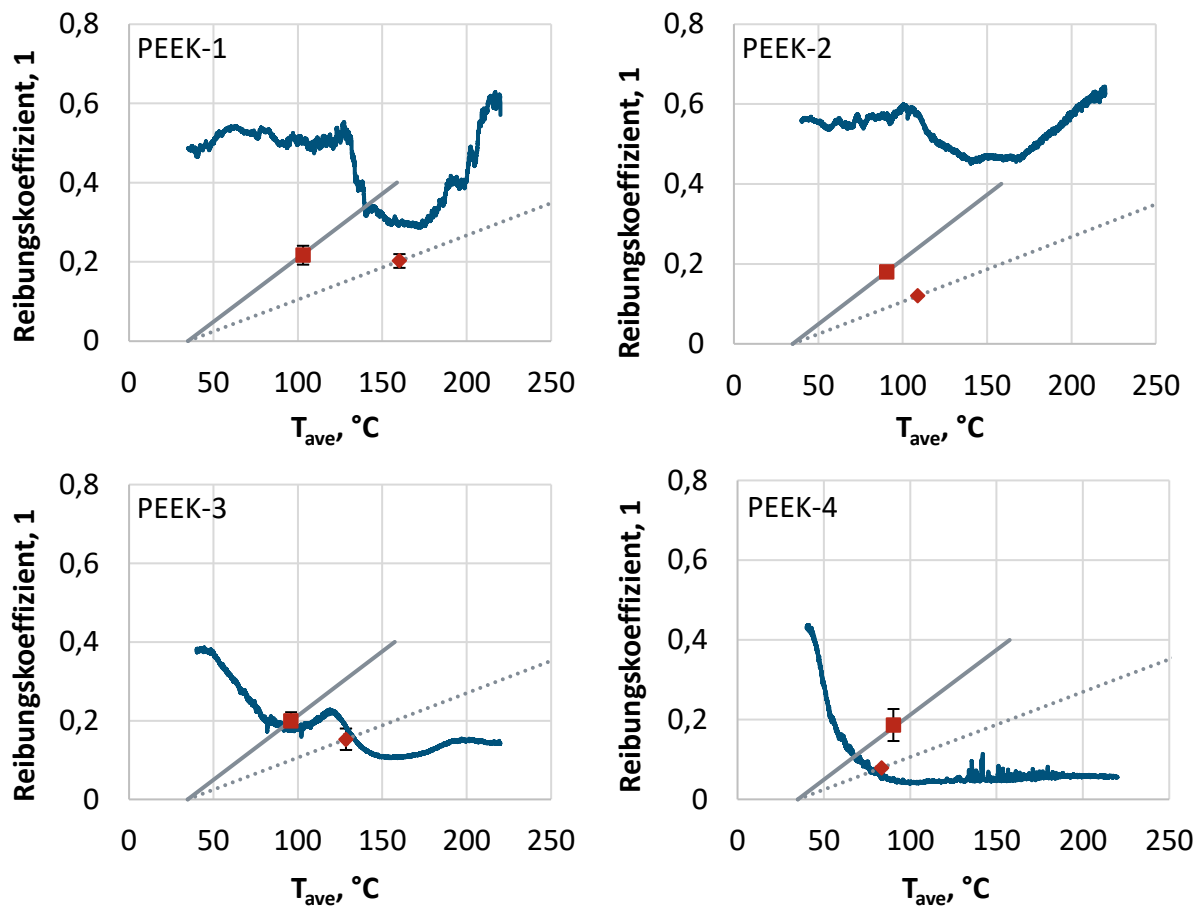 PEEK-1
Reibungskoeffizient, 1
0,8
0,6
0,4
0,2
0
0 50 100 150 200 250
Tave, °C
PEEK-2
Reibungskoeffizient, 1
0,8
0,6
0,4
0,2
0
0 50 100 150 200 250
Tave, °C
PEEK-3
Reibungskoeffizient, 1
0,8
0,6
0,4
0,2
0
0 50 100 150 200 250
Tave, °C
PEEK-4
Reibungskoeffizient, 1
0,8
0,6
0,4
0,2
0
0 50 100 150 200 250
Tave, °C